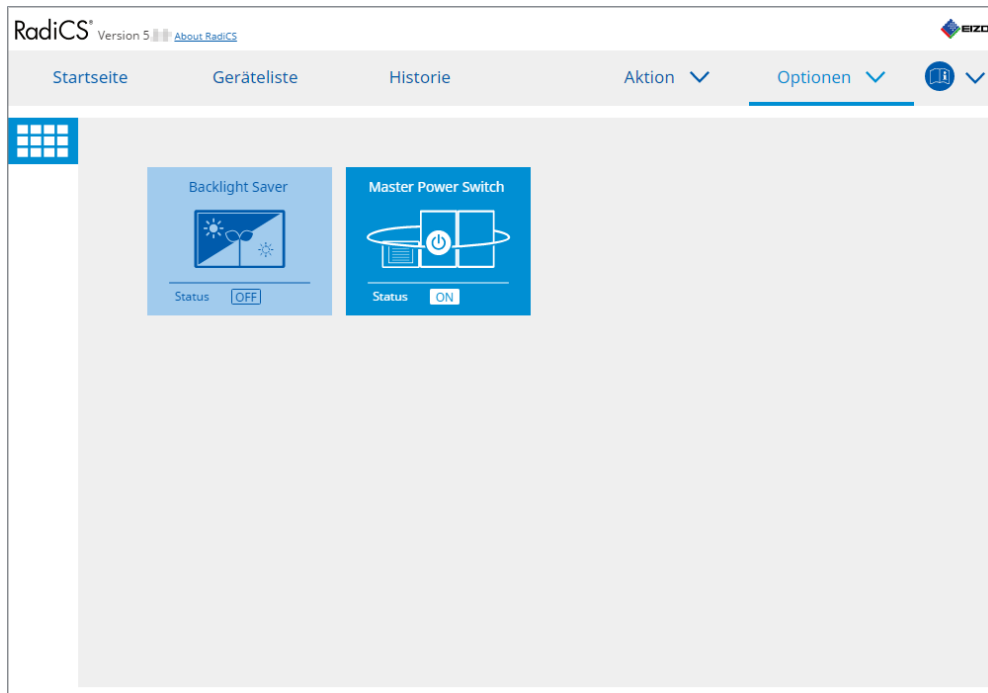 RadiCS® Version 5. About RadiCS
EIZO
Startseite Geräteliste Historie Aktion Optionen
Backlight Saver
Status OFF
Master Power Switch
Status ON